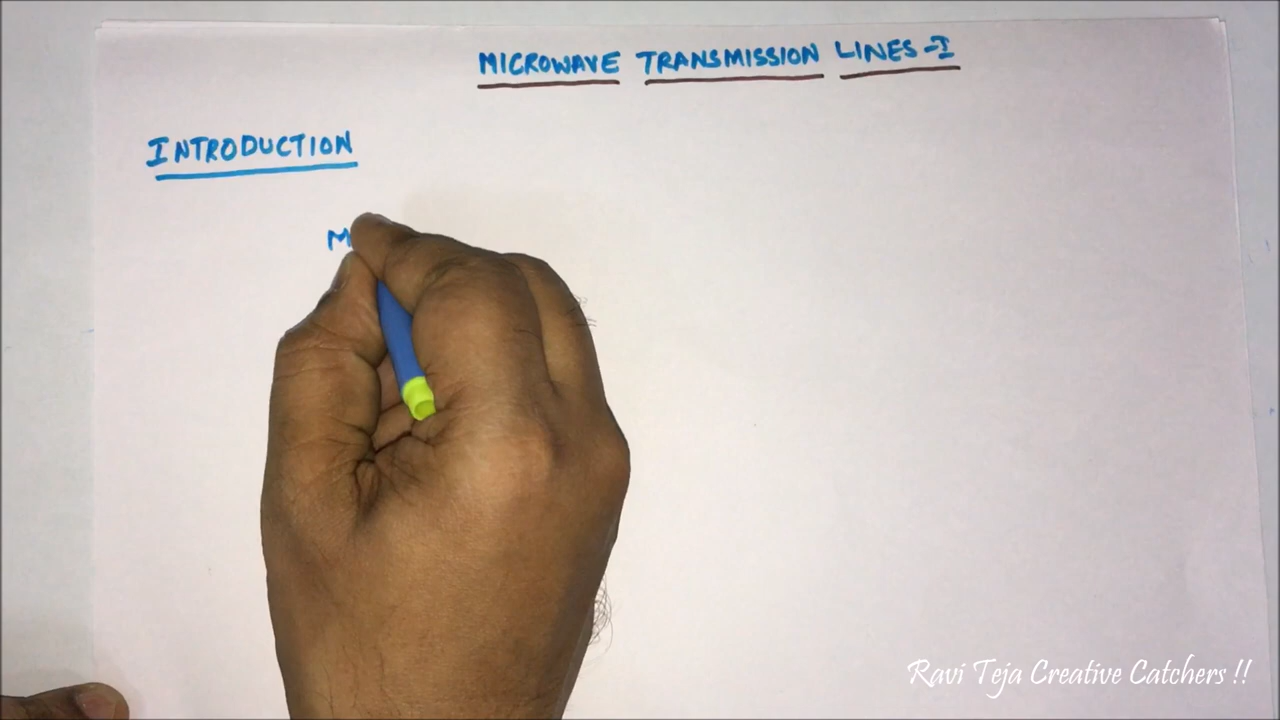 MICROWAVE TRANSMISSION LINES-I
INTRODUCTION
M
Ravi Teja Creative Catchers !!